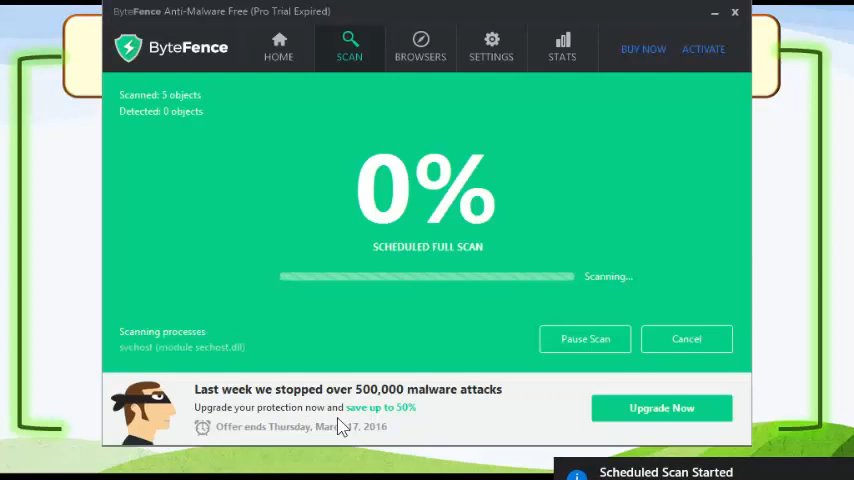 ByteFence Anti-Malware Free (Pro Trial Expired)
ByteFence
HOME
SCAN
BROWSERS
SETTINGS
STATS
BUY NOW
ACTIVATE
Scanned: 5 objects
Detected: 0 objects
0%
SCHEDULED FULL SCAN
Scanning...
Scanning processes
svchost (module sechost.dll)
Pause Scan
Cancel
Last week we stopped over 500,000 malware attacks
Upgrade your protection now and save up to 50%
Offer ends Thursday, March 17, 2016
Upgrade Now
Scheduled Scan Started